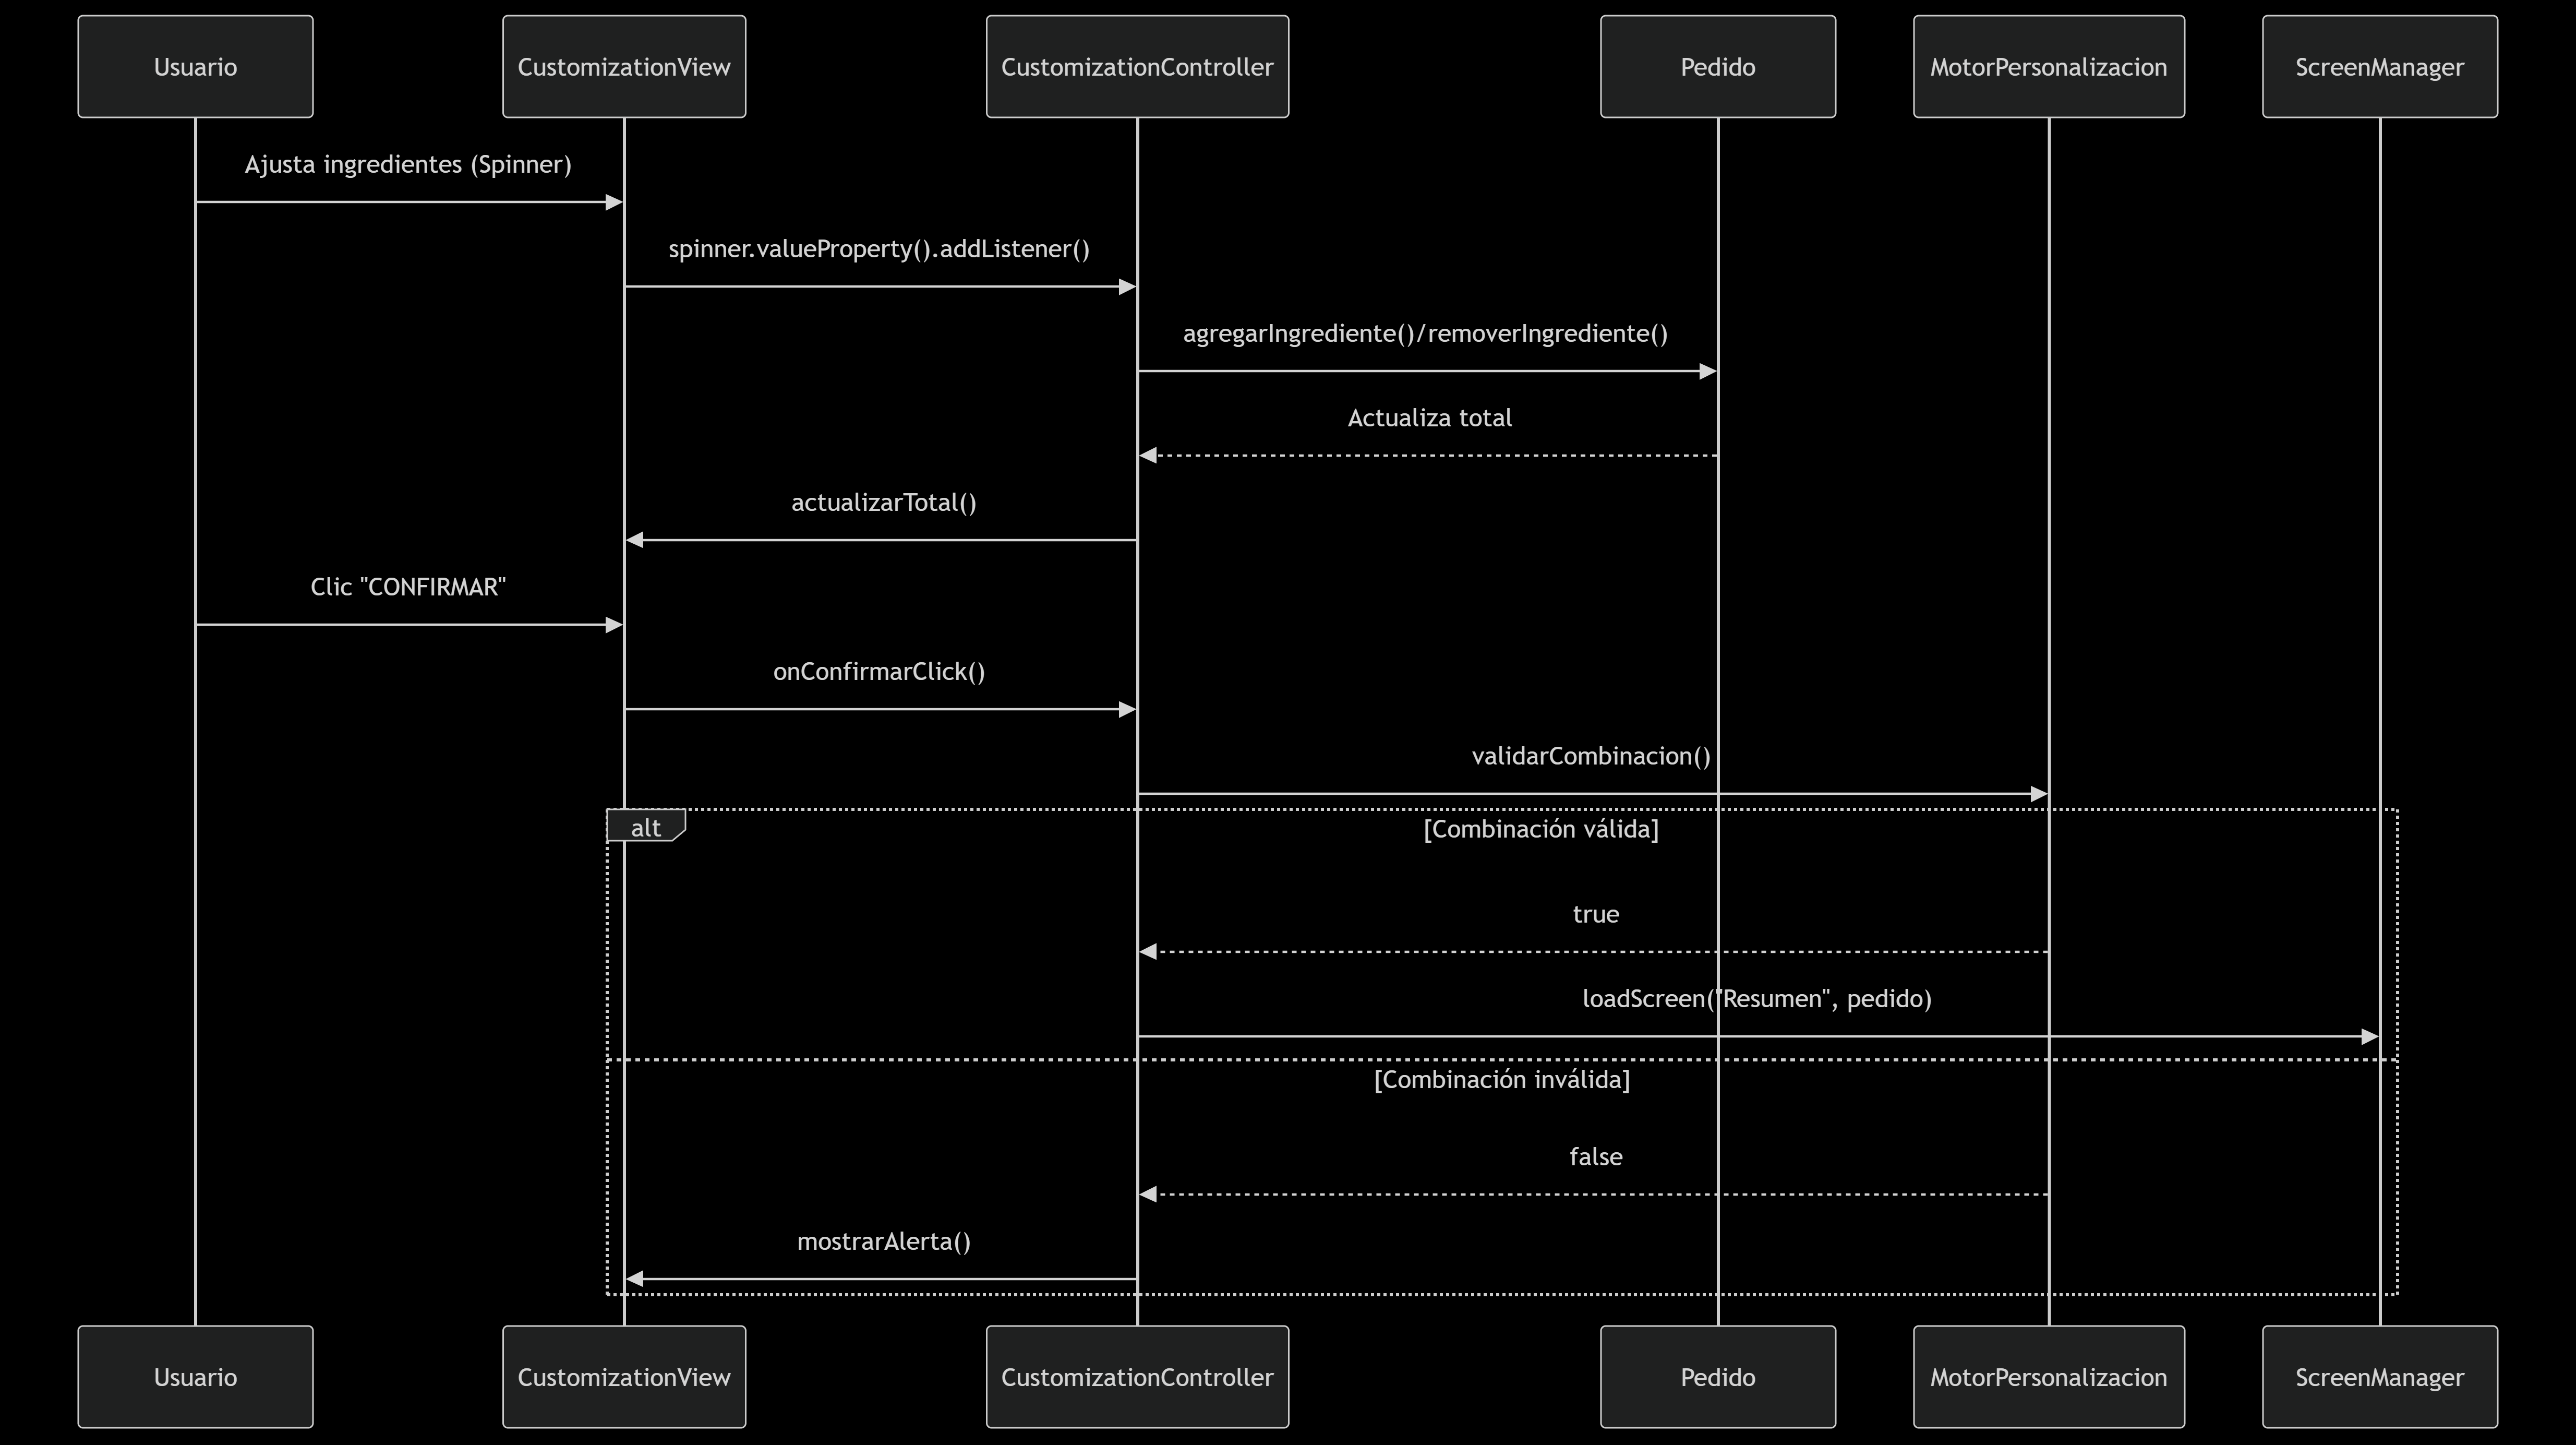 Usuario
CustomizationView
CustomizationController
Pedido
MotorPersonalizacion
ScreenManager
Ajusta ingredientes (Spinner)
spinner.valueProperty().addListener()
agregarIngrediente()/removerIngrediente()
Actualiza total
actualizarTotal()
Clic "CONFIRMAR"
onConfirmarClick()
validarCombinacion()
alt
[Combinación válida]
true
loadScreen("Resumen", pedido)
[Combinación inválida]
false
mostrarAlerta()
Usuario
CustomizationView
CustomizationController
Pedido
MotorPersonalizacion
ScreenManager